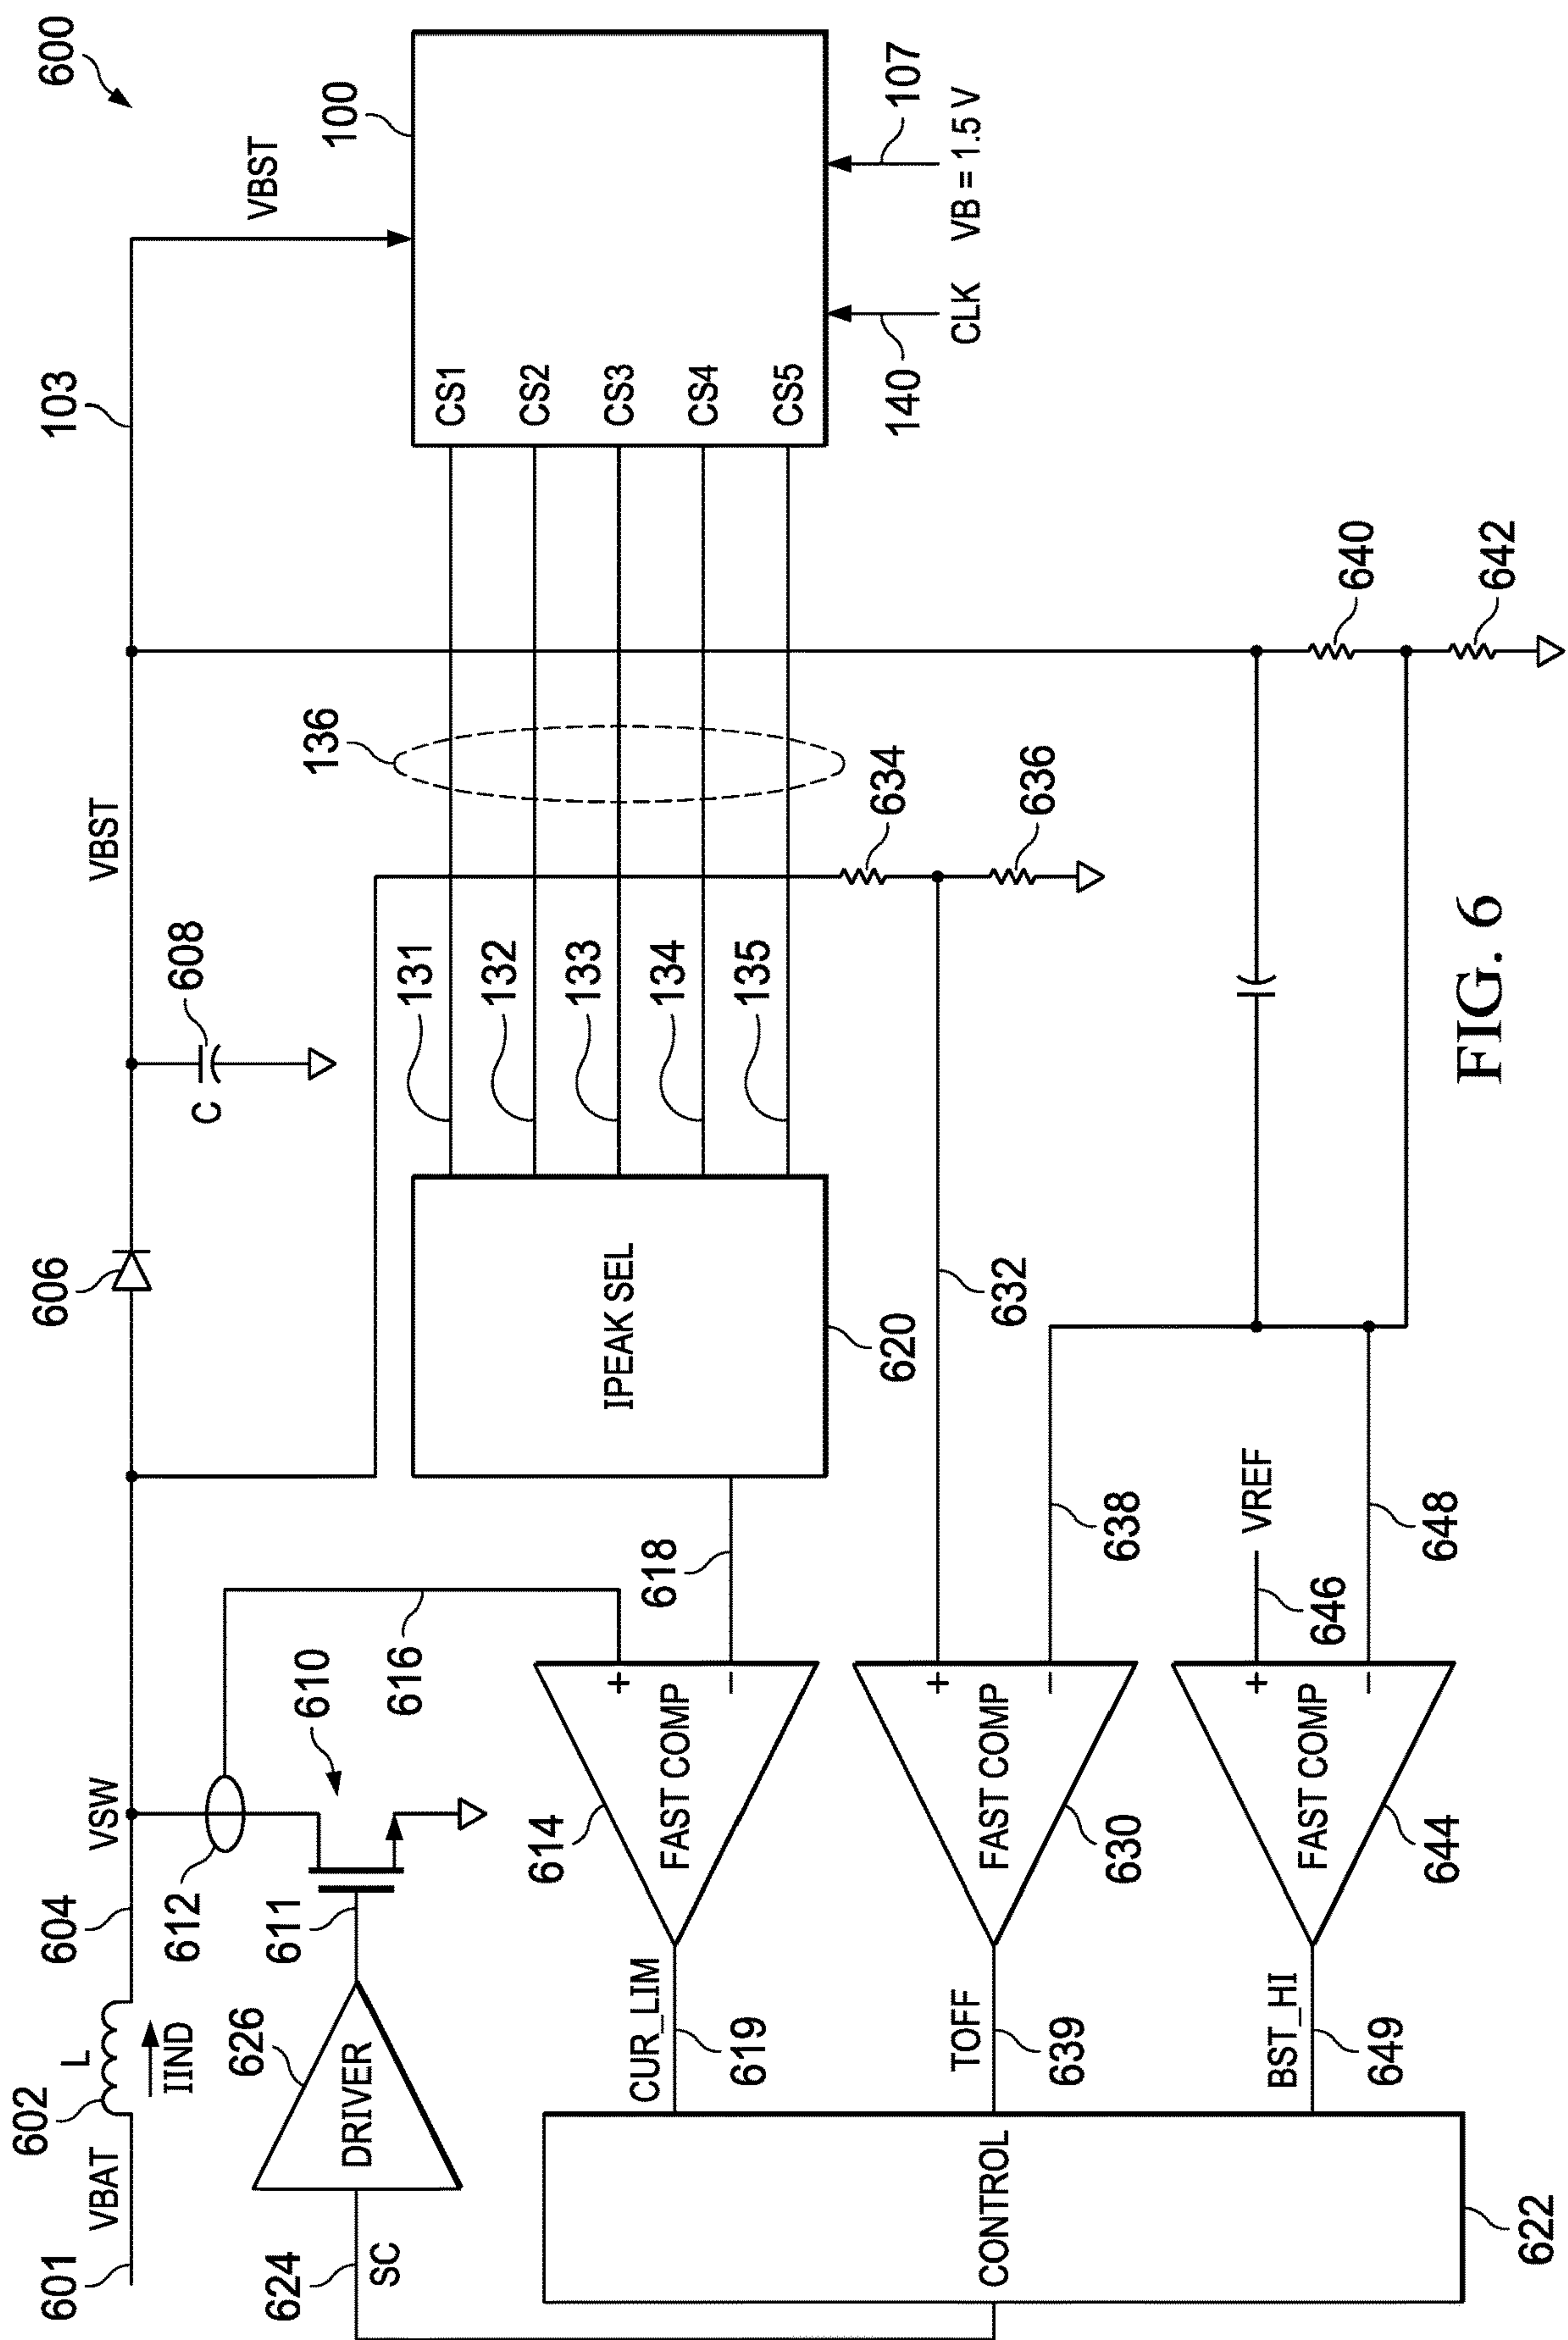 600
103
VBST
VBST
100
606
C
608
136
VSW
604
602
L
IIND
VBAT
601
612
610
611
616
626
DRIVER
624
SC
CS1
CS2
CS3
CS4
CS5
131
132
133
134
135
IPEAK SEL
620
618
140
CLK
107
VB = 1.5 V
634
636
632
638
640
642
614
FAST COMP
+
-
CUR_LIM
619
630
FAST COMP
+
-
TOFF
639
VREF
646
648
644
FAST COMP
+
-
BST_HI
649
CONTROL
622
FIG. 6